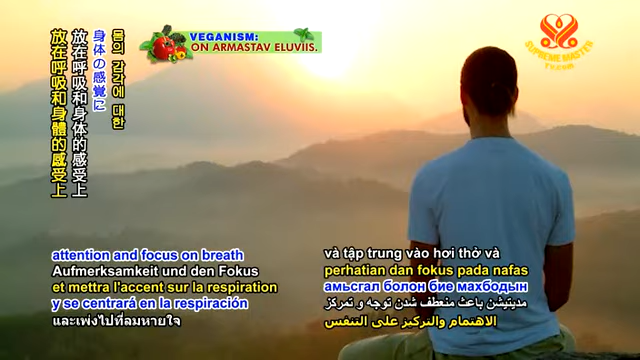 VEGANISM:
ON ARMASTAV ELUVIIS.
SUPREME MASTER
TV.COM
몸의 감각에 대한
身体の感覚に
放在呼吸和身体的感受上
放在呼吸和身體的感受上
attention and focus on breath
Aufmerksamkeit und den Fokus
et mettra l'accent sur la respiration
y se centrará en la respiración
และเพ่งไปที่ลมหายใจ
và tập trung vào hơi thở và
perhatian dan fokus pada nafas
амьсгал болон бие махбодын
مدیتیشن باعث منعطف شدن توجه و تمرکز
الاهتمام والتركيز على التنفس